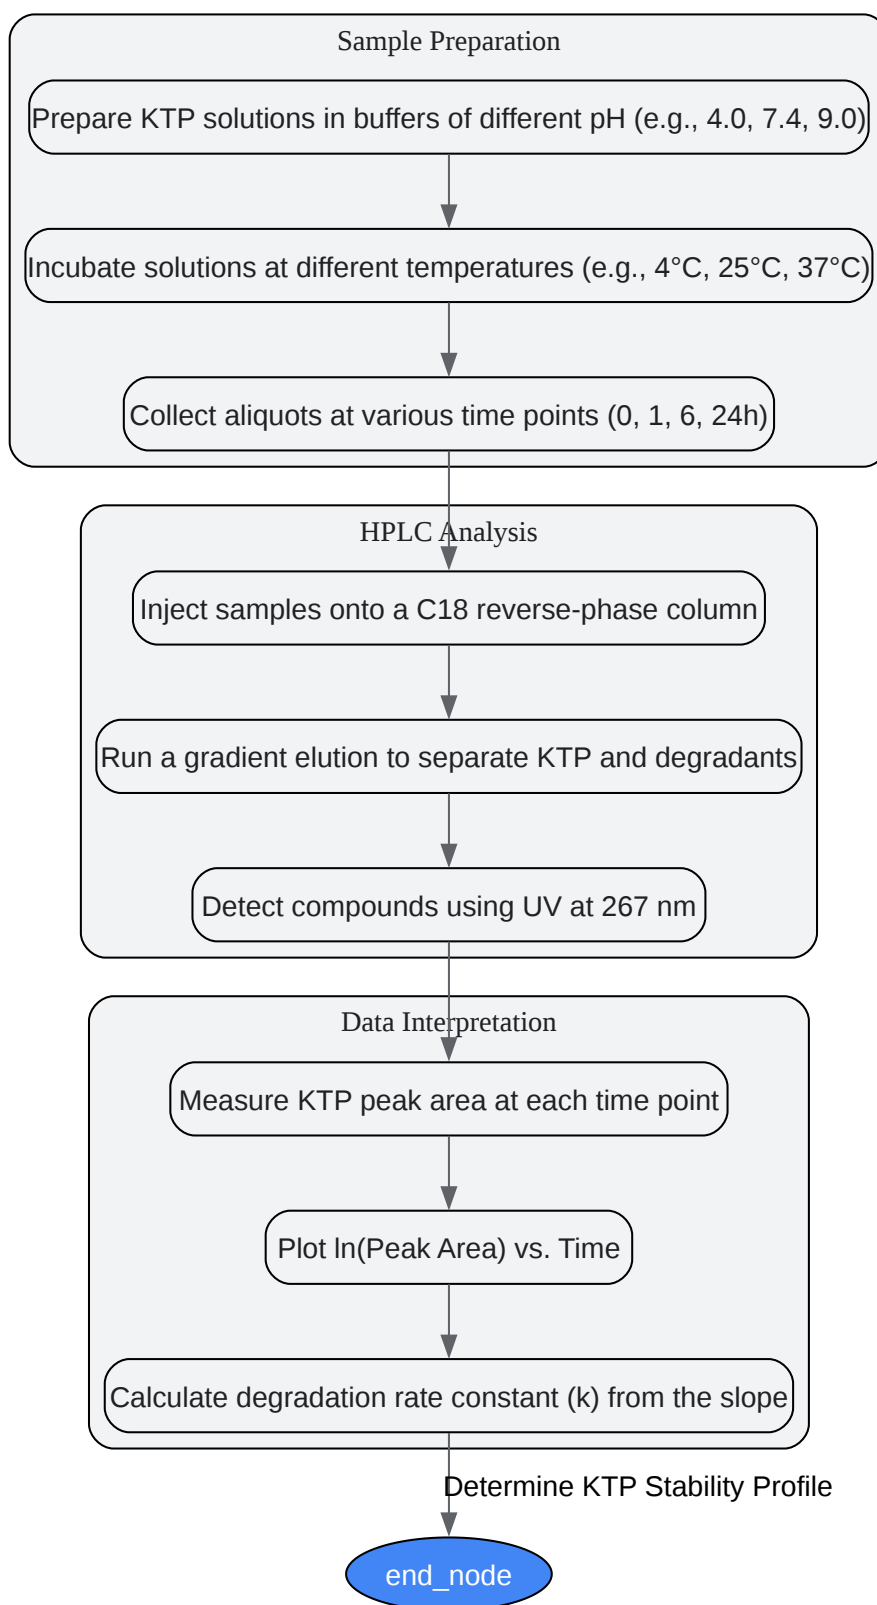 Sample Preparation
Prepare KTP solutions in buffers of different pH (e.g., 4.0, 7.4, 9.0)
Incubate solutions at different temperatures (e.g., 4°C, 25°C, 37°C)
Collect aliquots at various time points (0, 1, 6, 24h)
HPLC Analysis
Inject samples onto a C18 reverse-phase column
Run a gradient elution to separate KTP and degradants
Detect compounds using UV at 267 nm
Data Interpretation
Measure KTP peak area at each time point
Plot ln(Peak Area) vs. Time
Calculate degradation rate constant (k) from the slope
Determine KTP Stability Profile
end_node